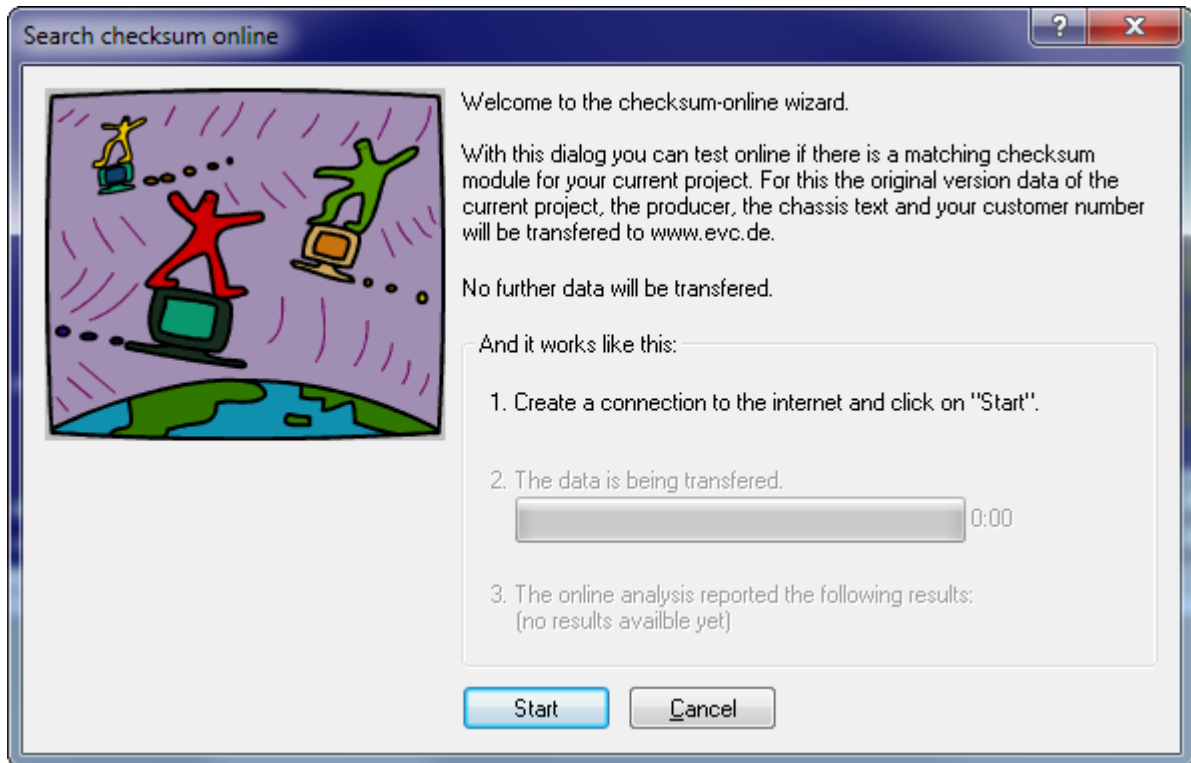 Search checksum online
?
X
Welcome to the checksum-online wizard.
With this dialog you can test online if there is a matching checksum
module for your current project. For this the original version data of the
current project, the producer, the chassis text and your customer number
will be transfered to www.evc.de.
No further data will be transfered.
And it works like this:
1. Create a connection to the internet and click on "Start".
2. The data is being transfered.
0:00
3. The online analysis reported the following results:
(no results availble yet)
Start
Cancel